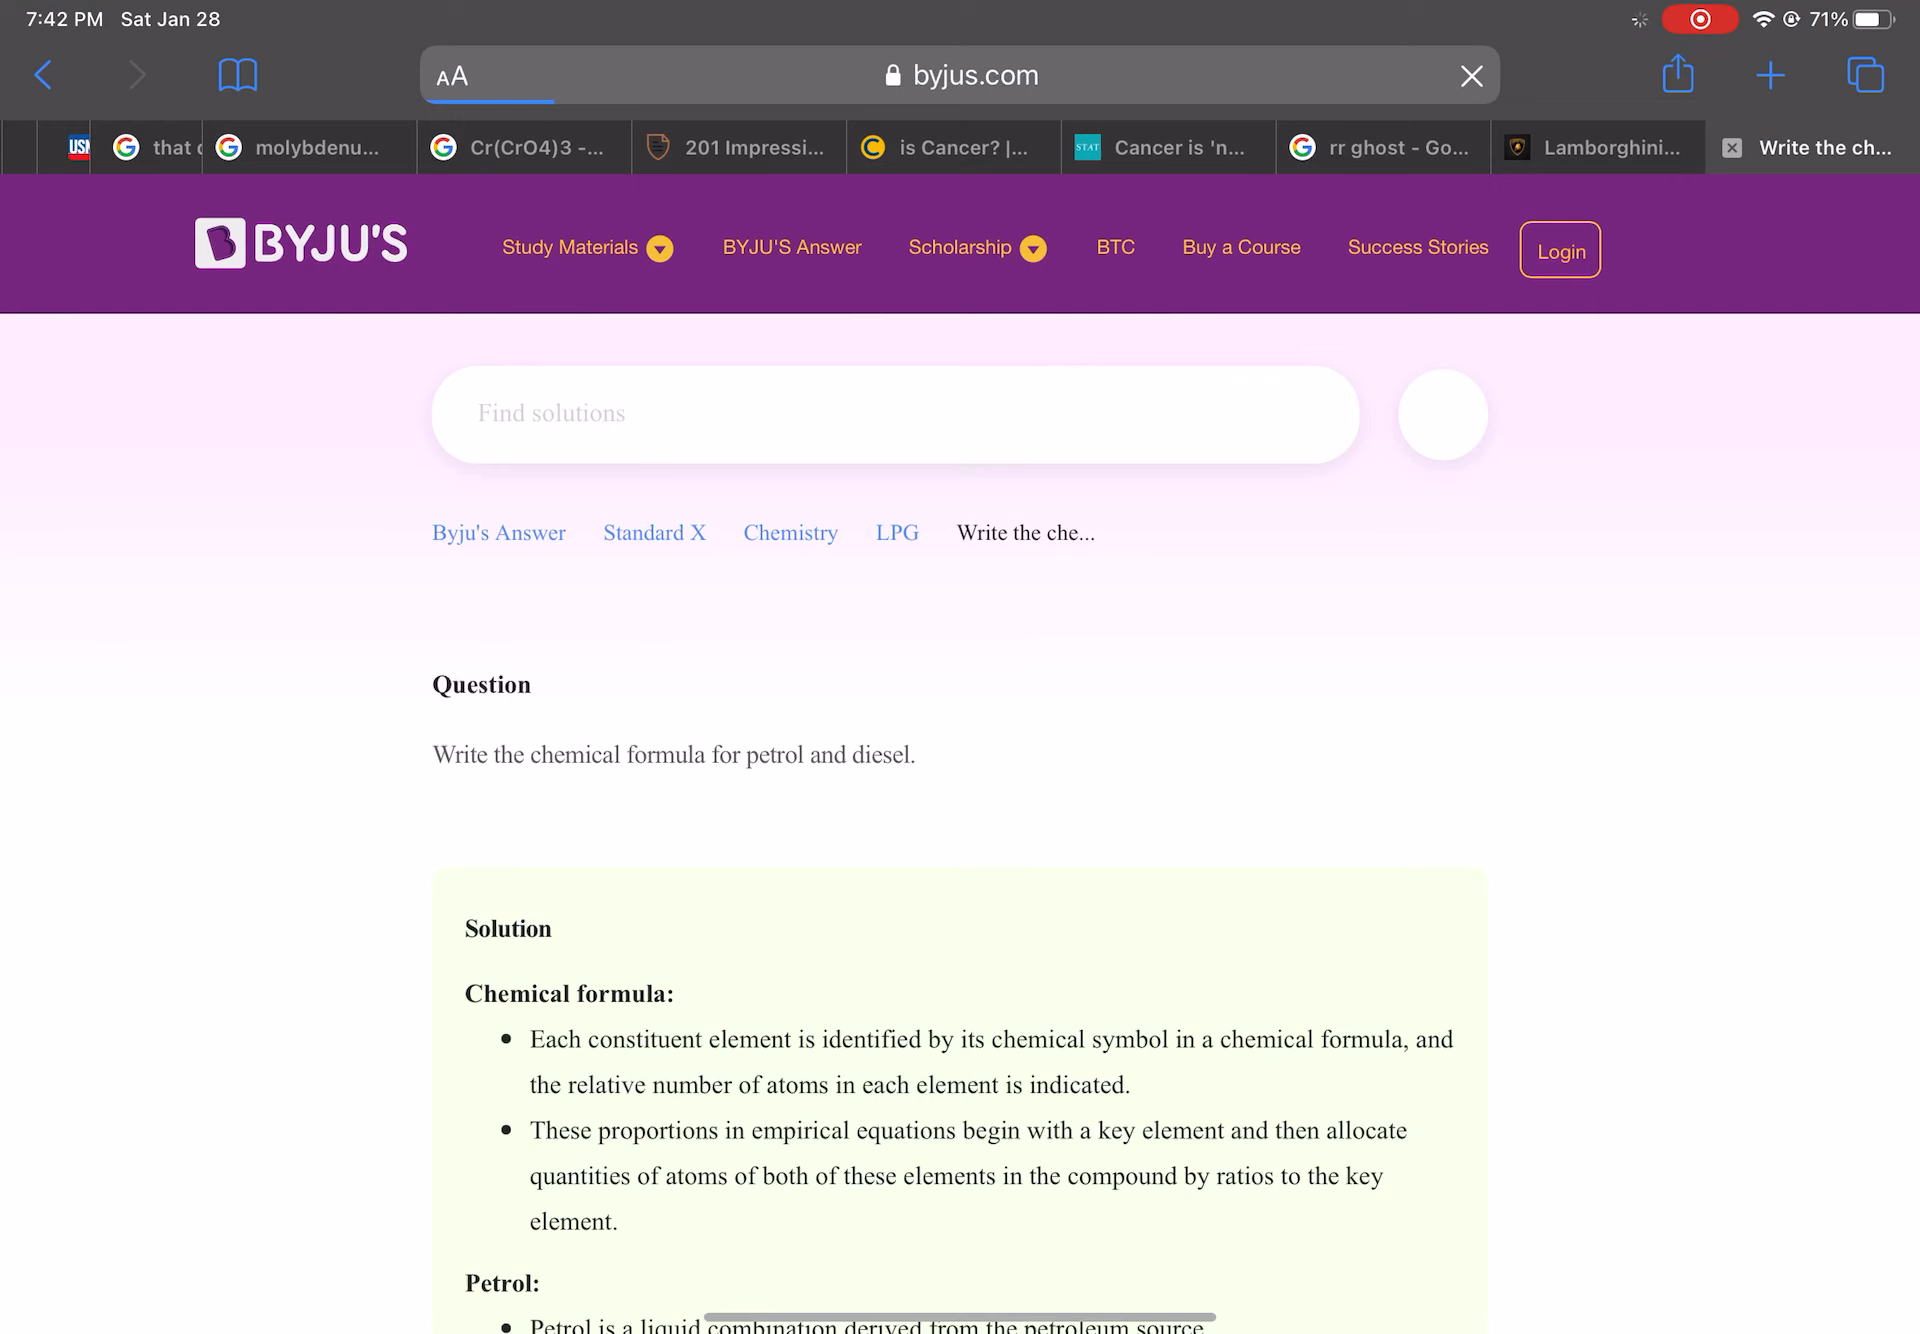 7:42 PM Sat Jan 28
71%
AA
byjus.com
USN
that c
molybdenu...
Cr(CrO4)3 -...
201 Impressi...
is Cancer? |...
STAT
Cancer is 'n...
rr ghost - Go...
Lamborghini...
Write the ch...
BYJU'S
Study Materials
BYJU'S Answer
Scholarship
BTC
Buy a Course
Success Stories
Login
Find solutions
Byju's Answer
Standard X
Chemistry
LPG
Write the che...
Question
Write the chemical formula for petrol and diesel.
Solution
Chemical formula:
Each constituent element is identified by its chemical symbol in a chemical formula, and
the relative number of atoms in each element is indicated.
These proportions in empirical equations begin with a key element and then allocate
quantities of atoms of both of these elements in the compound by ratios to the key
element.
Petrol:
Petrol is a liquid combination derived from the petroleum source